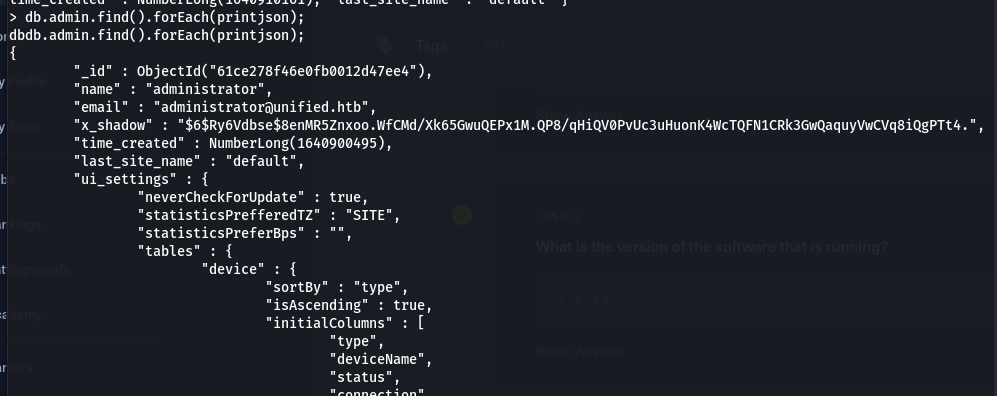 time_created" : NumberLong(1640910161), "last_site_name" : "default" }
> db.admin.find().forEach(printjson);
dbdb.admin.find().forEach(printjson);
{
"_id" : ObjectId("61ce278f46e0fb0012d47ee4"),
"name" : "administrator",
"email" : "administrator@unified.htb",
"x_shadow" : "$6$Ry6Vdbse$8enMR5Znxoo.WfCMd/Xk65GwuQEPx1M.QP8/qHiQV0PvUc3uHuonK4WcTQFN1CRk3GwQaquyVwCVq8iQgPTt4.",
"time_created" : NumberLong(1640900495),
"last_site_name" : "default",
"ui_settings" : {
"neverCheckForUpdate" : true,
"statisticsPrefferedTZ" : "SITE",
"statisticsPreferBps" : "",
"tables" : {
"device" : {
"sortBy" : "type",
"isAscending" : true,
"initialColumns" : [
"type",
"deviceName",
"status",
"connection"
Tags
CVE
Profile
TASK 4
What is the version of the software that is running?
Show Answer